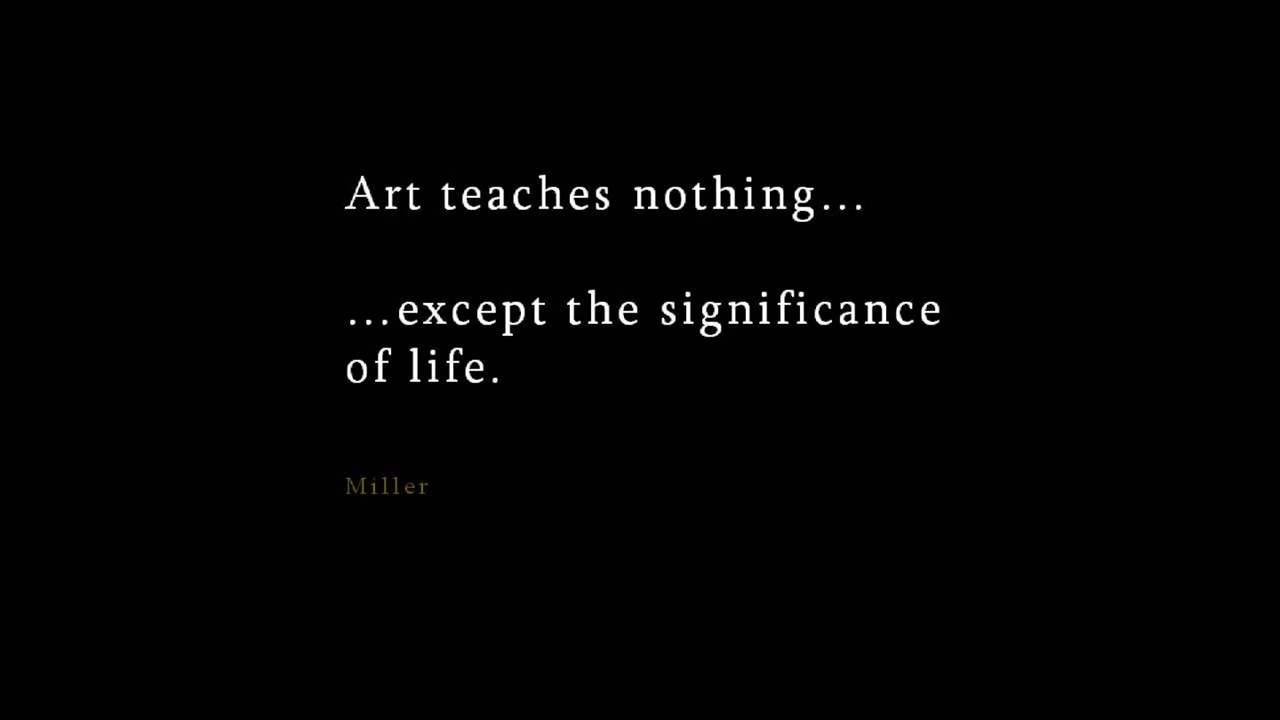 Art teaches nothing...
...except the significance
of life.
Miller